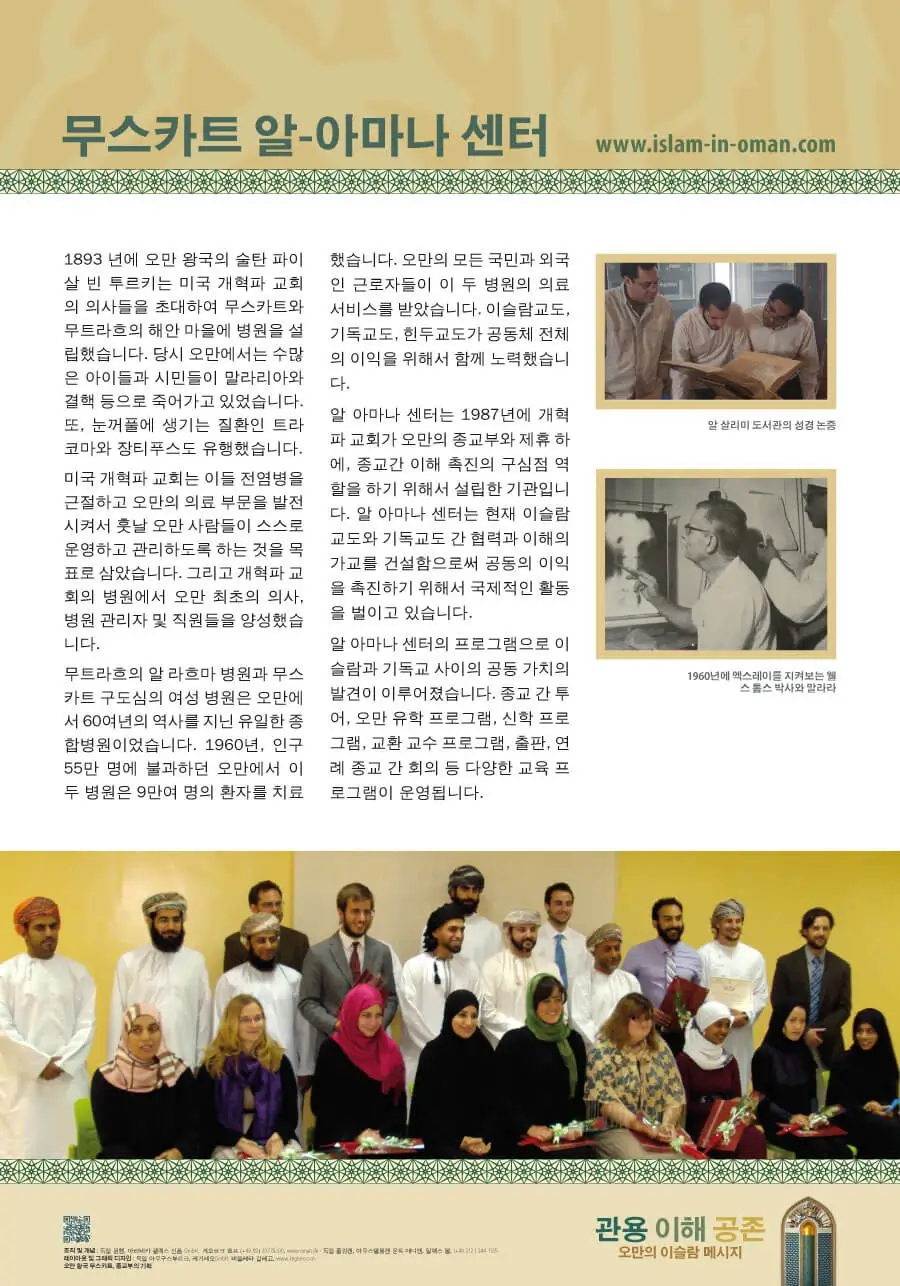 무스카트 알-아마나 센터
www.islam-in-oman.com
1893 년에 오만 왕국의 술탄 파이
살 빈 투르키는 미국 개혁파 교회
의 의사들을 초대하여 무스카트와
무트라흐의 해안 마을에 병원을 설
립했습니다. 당시 오만에서는 수많
은 아이들과 시민들이 말라리아와
결핵 등으로 죽어가고 있었습니다.
또, 눈꺼풀에 생기는 질환인 트라
코마와 장티푸스도 유행했습니다.
미국 개혁파 교회는 이들 전염병을
근절하고 오만의 의료 부문을 발전
시켜서 훗날 오만 사람들이 스스로
운영하고 관리하도록 하는 것을 목
표로 삼았습니다. 그리고 개혁파 교
회의 병원에서 오만 최초의 의사,
병원 관리자 및 직원들을 양성했습
니다.
무트라흐의 알 라흐마 병원과 무스
카트 구도심의 여성 병원은 오만에
서 60여년의 역사를 지닌 유일한 종
합병원이었습니다. 1960년, 인구
55만 명에 불과하던 오만에서 이
두 병원은 9만여 명의 환자를 치료
했습니다. 오만의 모든 국민과 외국
인 근로자들이 이 두 병원의 의료
서비스를 받았습니다. 이슬람교도,
기독교도, 힌두교도가 공동체 전체
의 이익을 위해서 함께 노력했습니
다.
알 아마나 센터는 1987년에 개혁
파 교회가 오만의 종교부와 제휴 하
에, 종교간 이해 촉진의 구심점 역
할을 하기 위해서 설립한 기관입니
다. 알 아마나 센터는 현재 이슬람
교도와 기독교도 간 협력과 이해의
가교를 건설함으로써 공동의 이익
을 촉진하기 위해서 국제적인 활동
을 벌이고 있습니다.
알 아마나 센터의 프로그램으로 이
슬람과 기독교 사이의 공동 가치의
발견이 이루어졌습니다. 종교 간 투
어, 오만 유학 프로그램, 신학 프로
그램, 교환 교수 프로그램, 출판, 연
례 종교 간 회의 등 다양한 교육 프
로그램이 운영됩니다.
알 살리미 도서관의 성경 논증
1960년에 엑스레이를 지켜보는 웰
스 톰스 박사와 말라라
관용 이해 공존
오만의 이슬람 메시지
조직 및 개념 : 독일
레이아웃 및 그래픽 디자인 : 독일
오만 왕국 무스카트, 종교부의 기획